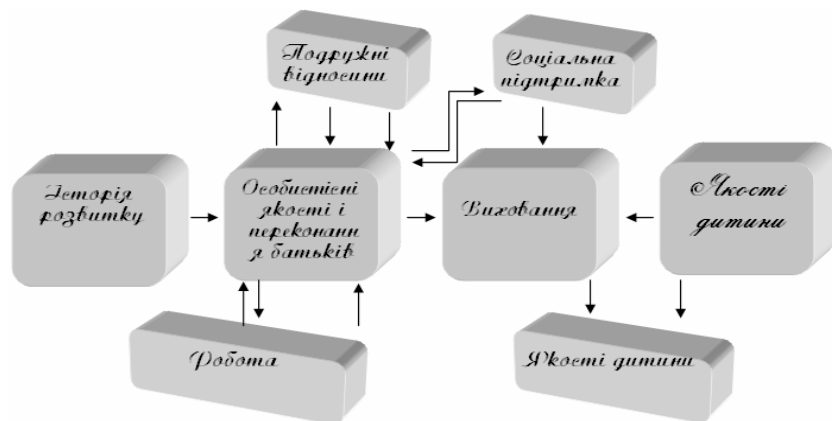 Подружні
відносини
Соціальна
підтримка
Історія
розвитку
Особистісні
якості і
переконанн
я батьків
Виховання
Якості
дитини
Робота
Якості дитини